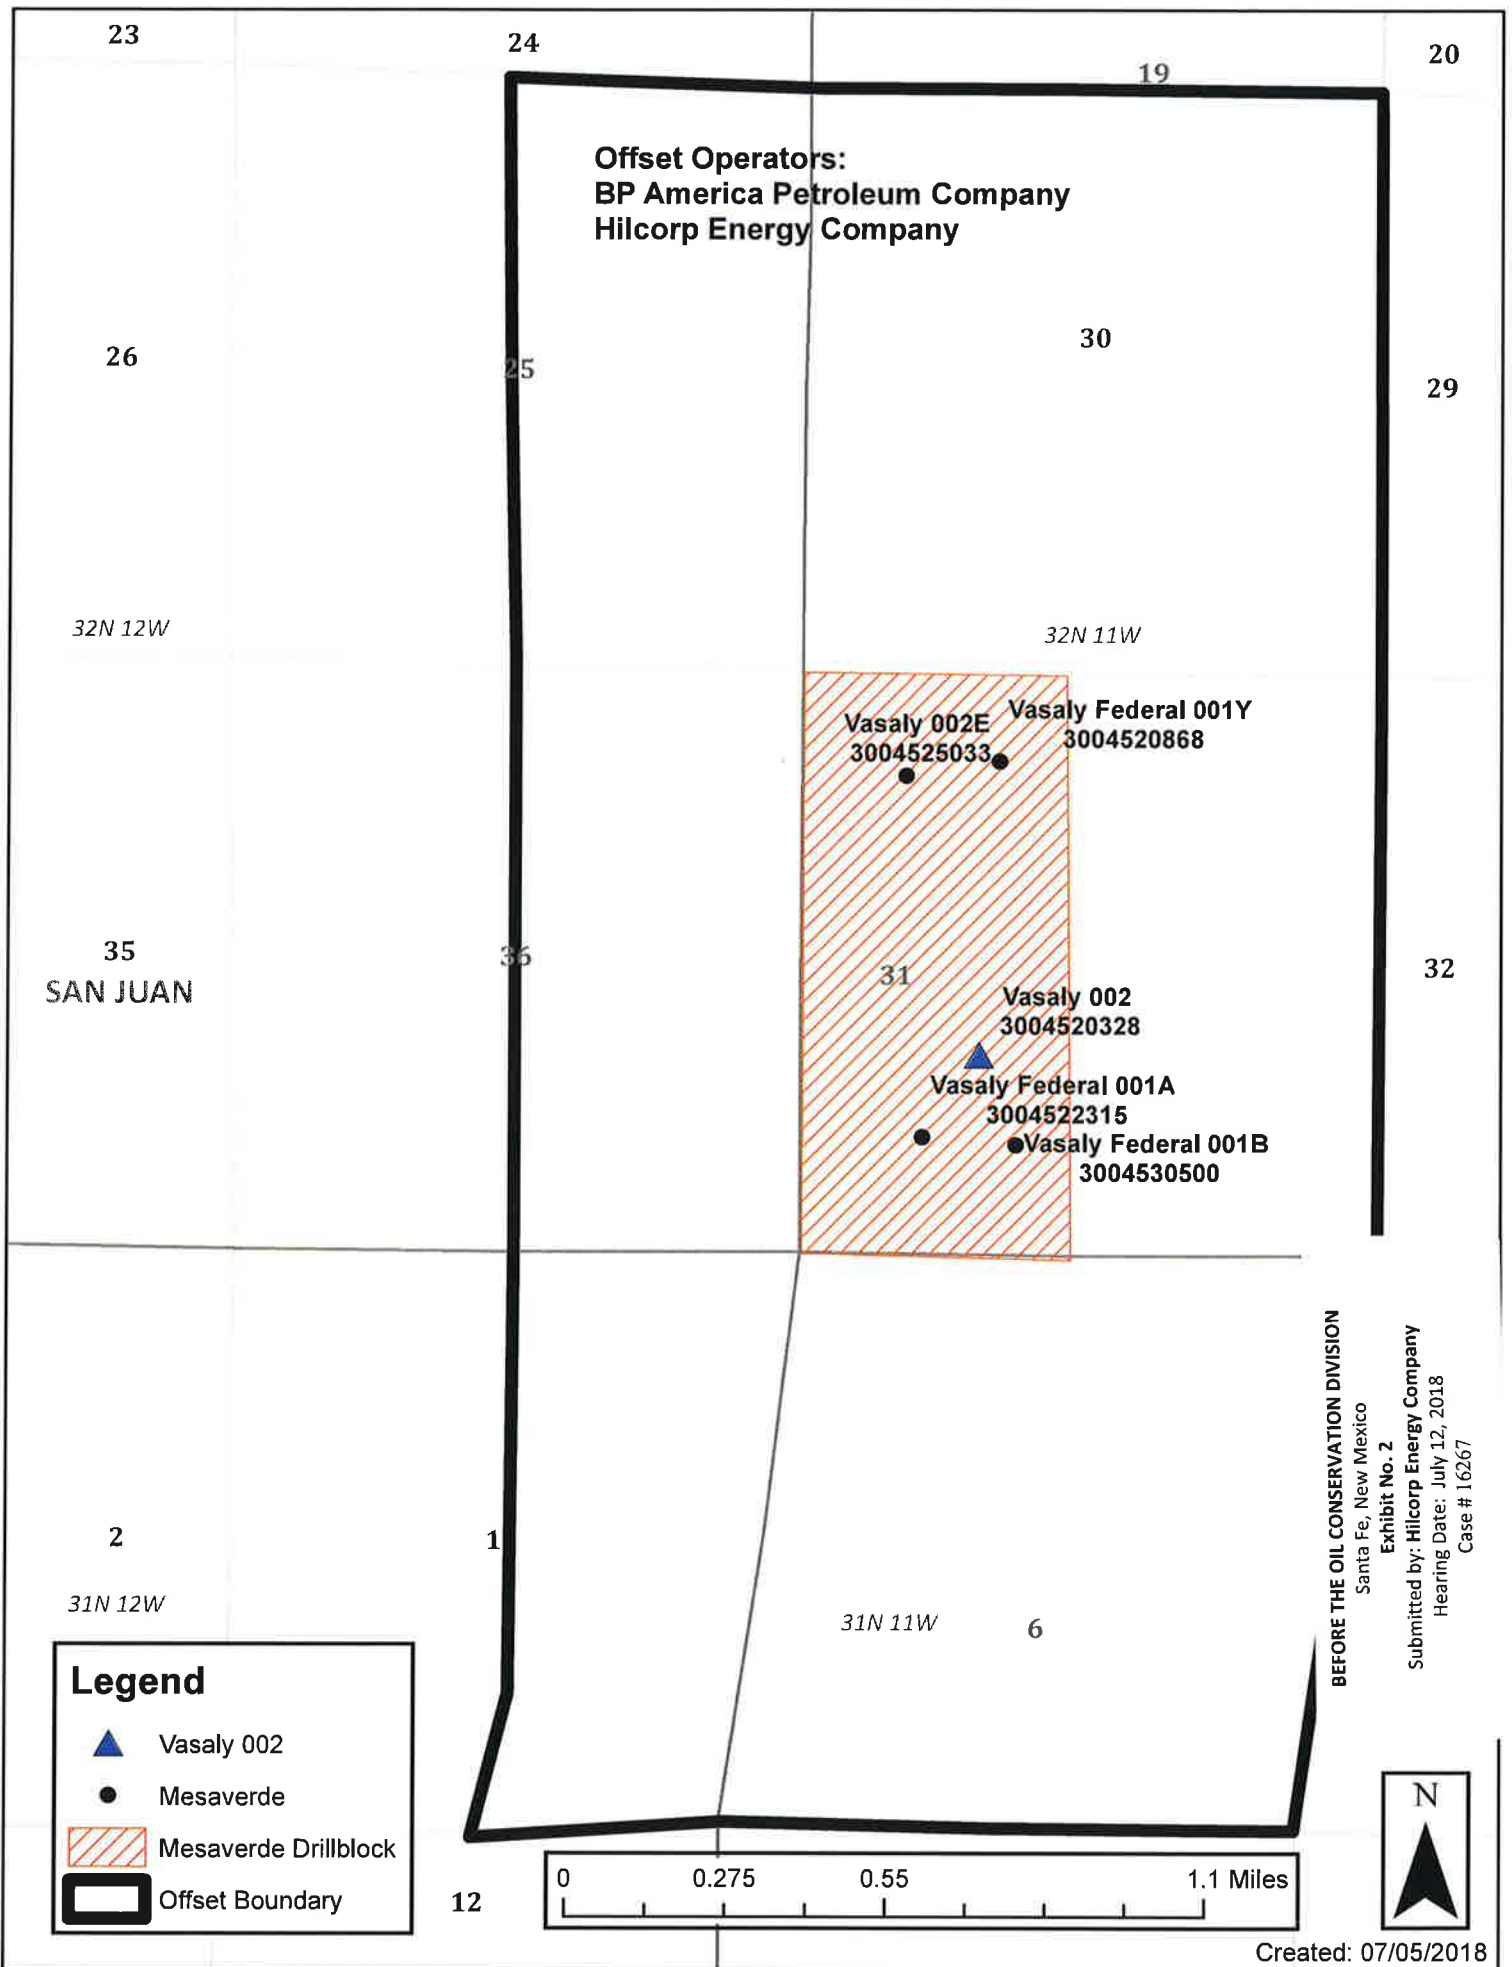 23
24
19
20
Offset Operators:
BP America Petroleum Company
Hilcorp Energy Company
30
26
25
29
32N 12W
32N 11W
Vasaly 002E
3004525033
Vasaly Federal 001Y
3004520868
35
SAN JUAN
36
31
32
Vasaly 002
3004520328
Vasaly Federal 001A
3004522315
Vasaly Federal 001B
3004530500
2
1
31N 12W
31N 11W
6
BEFORE THE OIL CONSERVATION DIVISION
Santa Fe, New Mexico
Exhibit No. 2
Submitted by: Hilcorp Energy Company
Hearing Date: July 12, 2018
Case # 16267
Legend
Vasaly 002
Mesaverde
Mesaverde Drillblock
Offset Boundary
12
0 0.275 0.55 1.1 Miles
N
Created: 07/05/2018